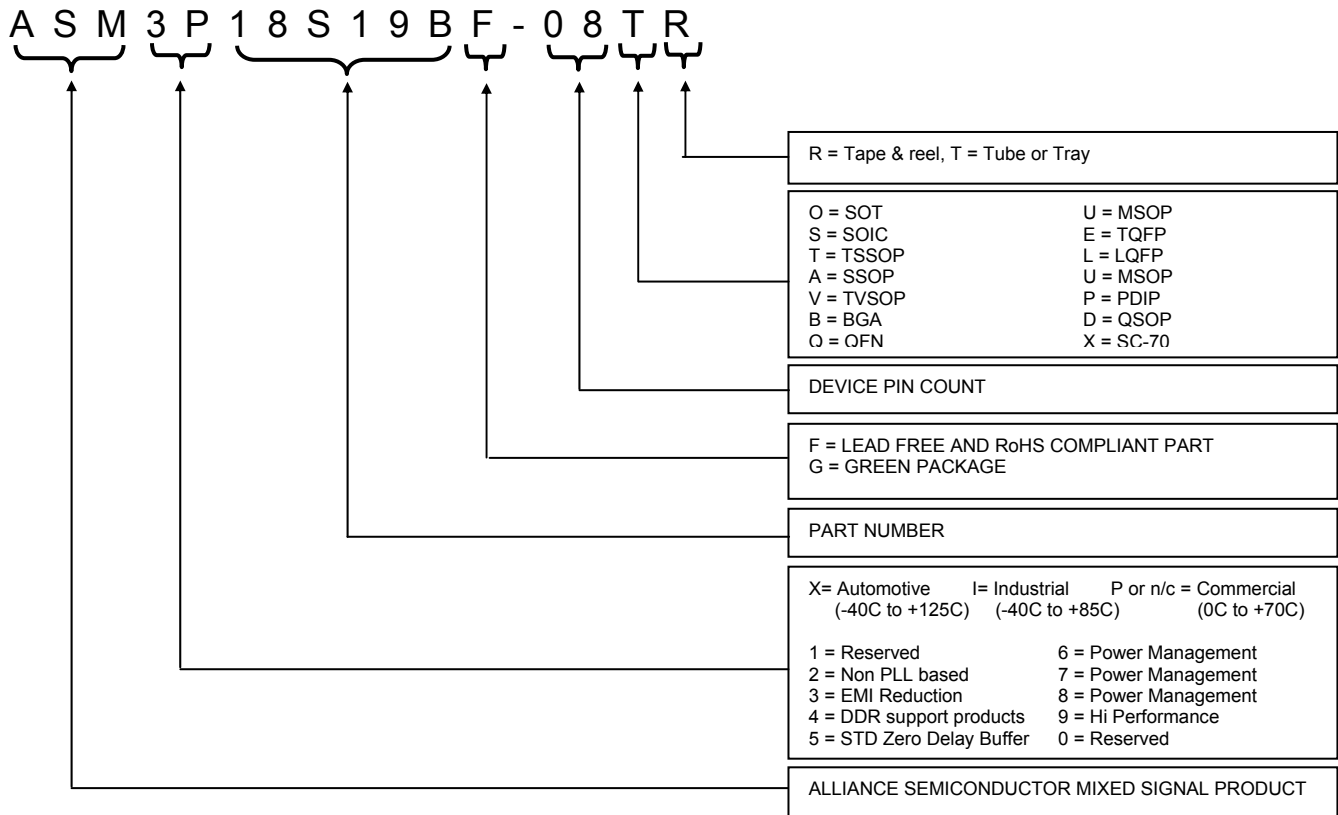 A S M 3 P 1 8 S 1 9 B F - 0 8 T R
R = Tape & reel, T = Tube or Tray
O = SOT U = MSOP
S = SOIC E = TQFP
T = TSSOP L = LQFP
A = SSOP U = MSOP
V = TVSOP P = PDIP
B = BGA D = QSOP
Q = QFN X = SC-70
DEVICE PIN COUNT
F = LEAD FREE AND RoHS COMPLIANT PART
G = GREEN PACKAGE
PART NUMBER
X= Automotive I= Industrial P or n/c = Commercial
(-40C to +125C) (-40C to +85C) (0C to +70C)
1 = Reserved 6 = Power Management
2 = Non PLL based 7 = Power Management
3 = EMI Reduction 8 = Power Management
4 = DDR support products 9 = Hi Performance
5 = STD Zero Delay Buffer 0 = Reserved
ALLIANCE SEMICONDUCTOR MIXED SIGNAL PRODUCT